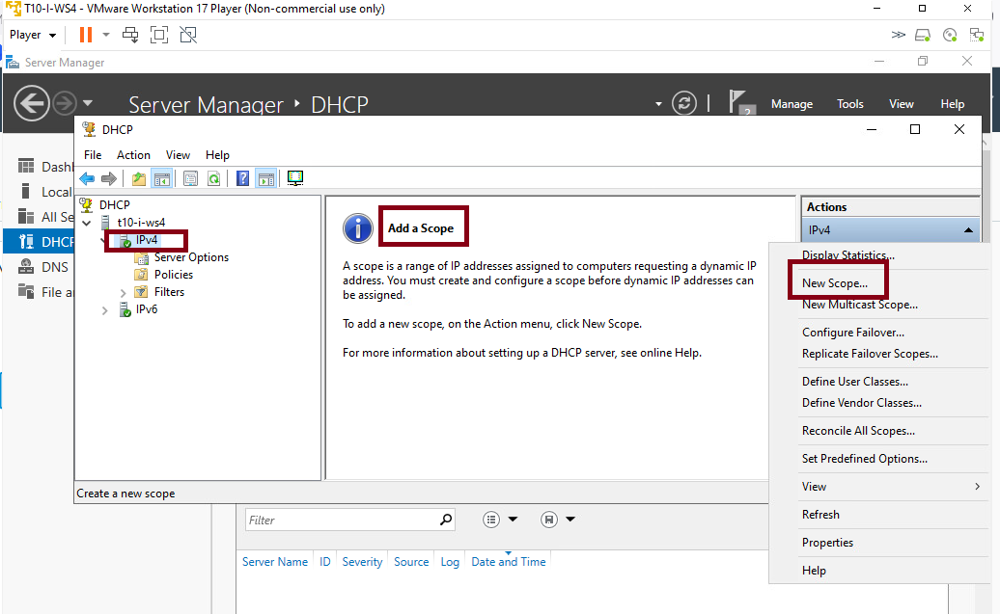 T10-I-WS4 - VMware Workstation 17 Player (Non-commercial use only)
Player
Server Manager
Server Manager DHCP
2
Manage Tools View Help
DHCP
File Action View Help
Dashl
Local
All Se
DHCP
DNS
File a
DHCP
t10-i-ws4
IPv4
Server Options
Policies
Filters
IPv6
Add a Scope
A scope is a range of IP addresses assigned to computers requesting a dynamic IP
address. You must create and configure a scope before dynamic IP addresses can
be assigned.
To add a new scope, on the Action menu, click New Scope.
For more information about setting up a DHCP server, see online Help.
Actions
IPv4
Display Statistics...
New Scope...
New Multicast Scope...
Configure Failover...
Replicate Failover Scopes...
Define User Classes...
Define Vendor Classes...
Reconcile All Scopes...
Set Predefined Options...
View
Refresh
Properties
Help
Create a new scope
Filter
Server Name ID Severity Source Log Date and Time